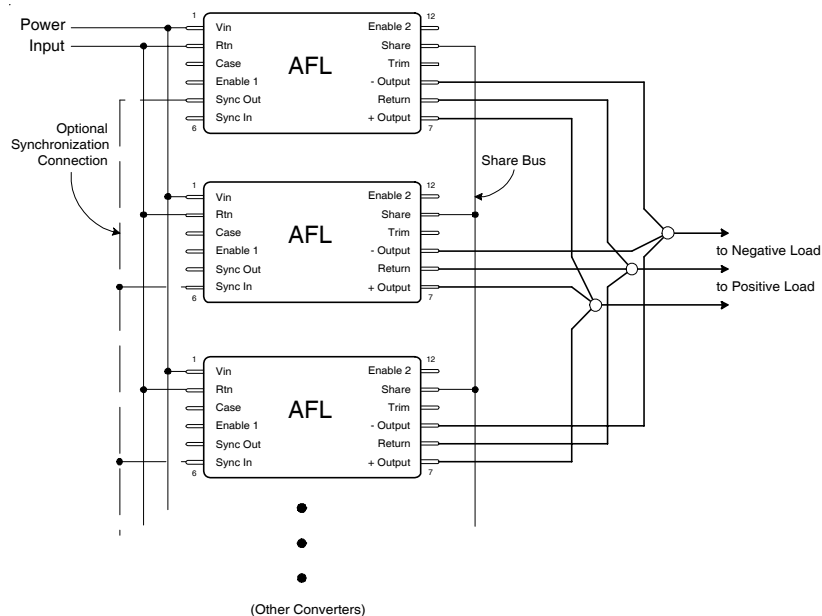 Power
Input
1
12
Vin
Enable 2
Rtn
Share
Case
AFL
Trim
Enable 1
- Output
Sync Out
Return
Sync In
+ Output
6
7
Optional
Synchronization
Connection
Share Bus
1
12
Vin
Enable 2
Rtn
Share
Case
AFL
Trim
Enable 1
- Output
Sync Out
Return
Sync In
+ Output
6
7
to Negative Load
to Positive Load
1
12
Vin
Enable 2
Rtn
Share
Case
AFL
Trim
Enable 1
- Output
Sync Out
Return
Sync In
+ Output
6
7
(Other Converters)